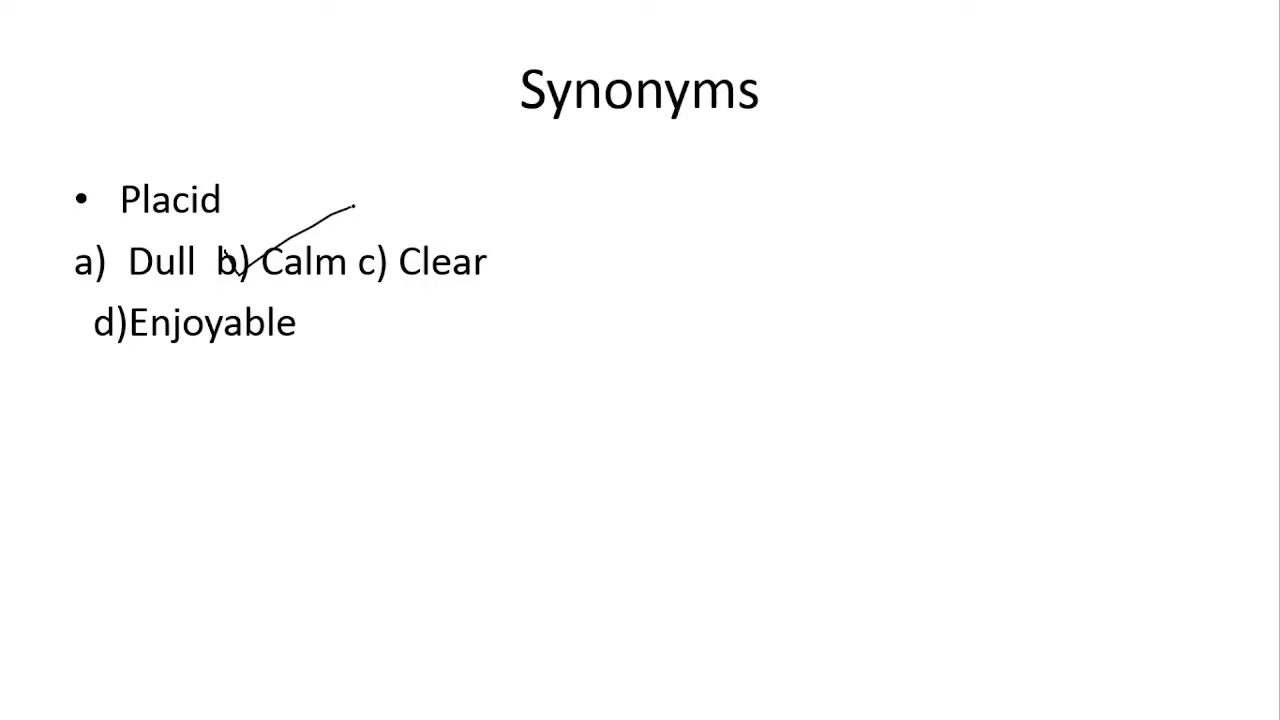 Synonyms
• Placid
a) Dull b) Calm c) Clear
d)Enjoyable